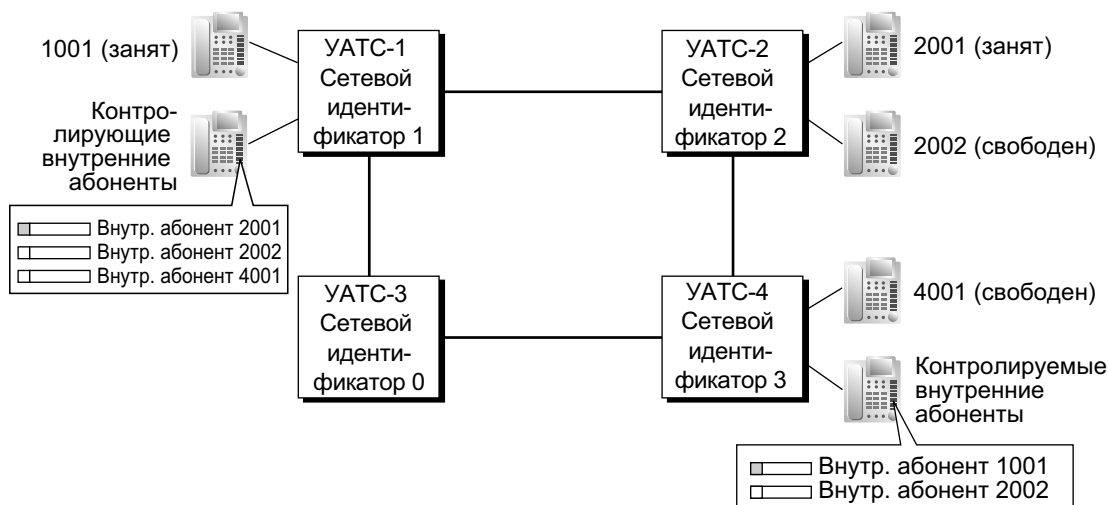 1001 (занят)
Контро-
лирующие
внутренние
абоненты
Внутр. абонент 2001
Внутр. абонент 2002
Внутр. абонент 4001
УАТС-1
Сетевой
иденти-
фикатор 1
УАТС-2
Сетевой
иденти-
фикатор 2
2001 (занят)
2002 (свободен)
УАТС-3
Сетевой
иденти-
фикатор 0
УАТС-4
Сетевой
иденти-
фикатор 3
4001 (свободен)
Контролируемые
внутренние
абоненты
Внутр. абонент 1001
Внутр. абонент 2002